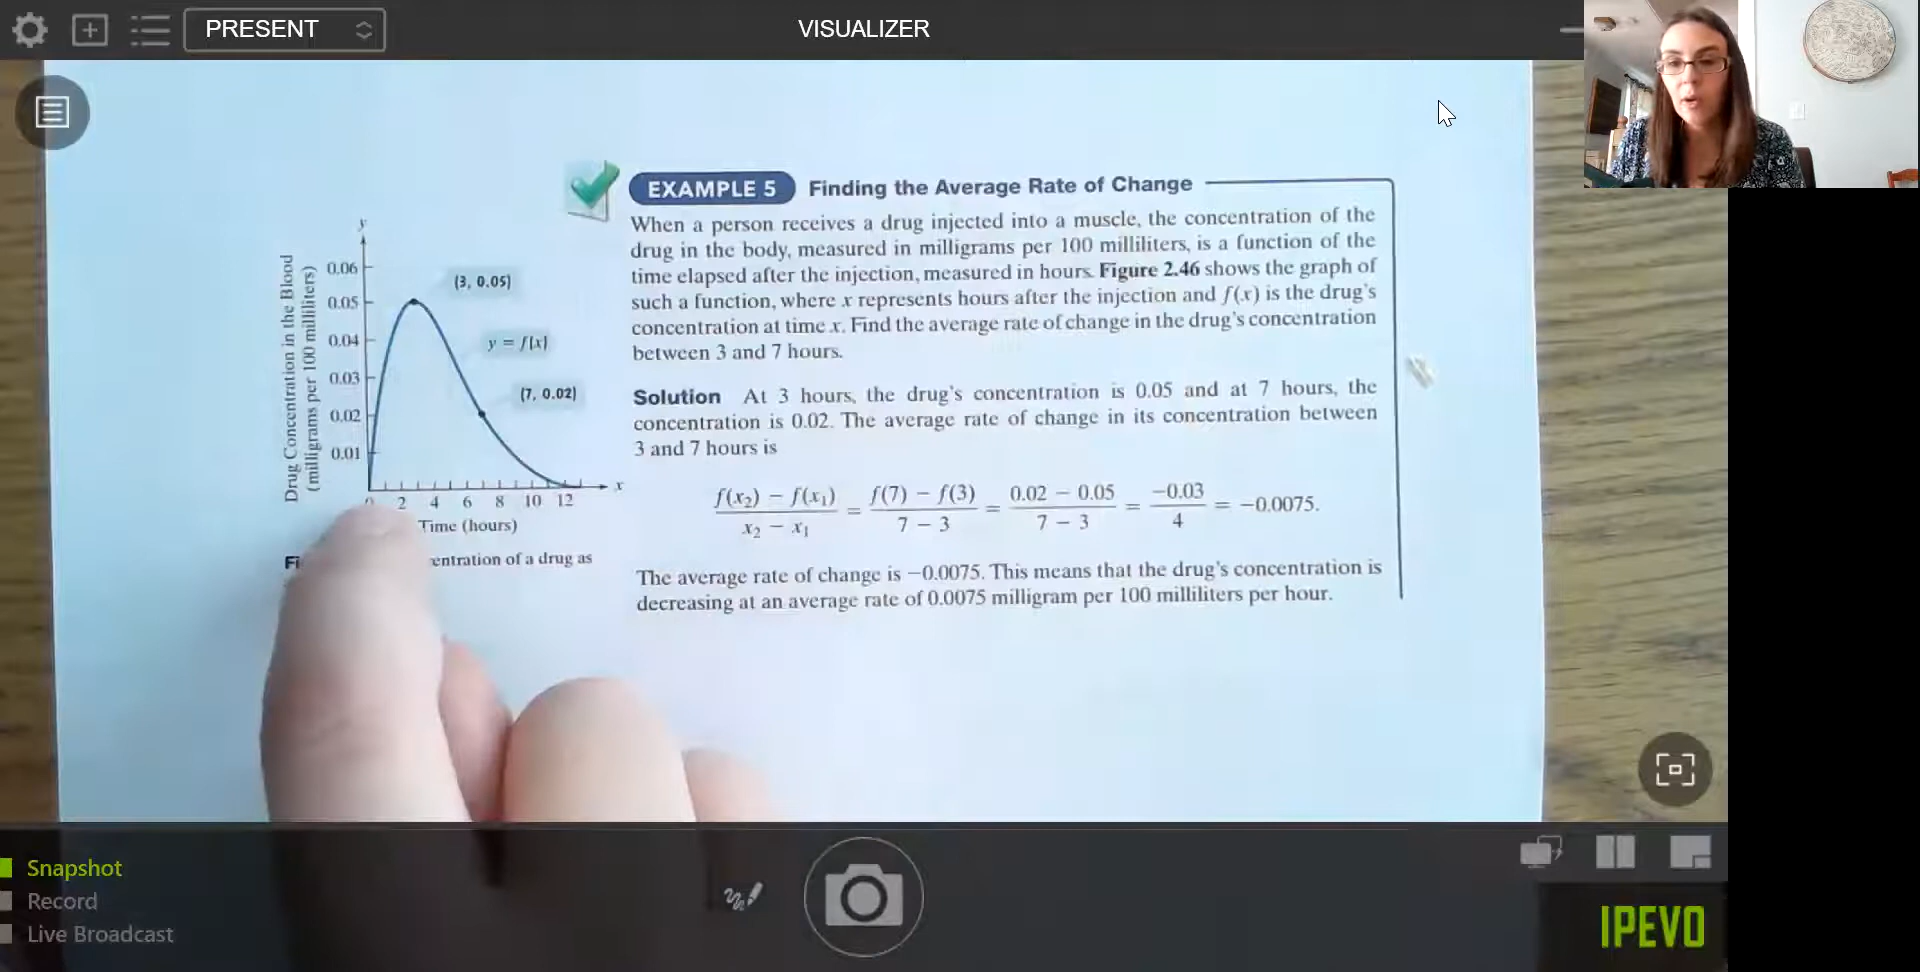 PRESENT
VISUALIZER
EXAMPLE 5 Finding the Average Rate of Change
When a person receives a drug injected into a muscle, the concentration of the
drug in the body, measured in milligrams per 100 milliliters, is a function of the
time elapsed after the injection, measured in hours. Figure 2.46 shows the graph of
such a function, where x represents hours after the injection and f(x) is the drug's
concentration at time x. Find the average rate of change in the drug's concentration
between 3 and 7 hours.
Solution At 3 hours, the drug's concentration is 0.05 and at 7 hours, the
concentration is 0.02. The average rate of change in its concentration between
3 and 7 hours is
f(x₂) − f(x₁) / x₂ − x₁ = f(7) − f(3) / 7 − 3 = 0.02 − 0.05 / 7 − 3 = −0.03 / 4 = −0.0075.
The average rate of change is −0.0075. This means that the drug's concentration is
decreasing at an average rate of 0.0075 milligram per 100 milliliters per hour.
Drug Concentration in the Blood
(milligrams per 100 milliliters)
y
0.06
0.05
0.04
0.03
0.02
0.01
(3, 0.05)
y = f(x)
(7, 0.02)
x
0 2 4 6 8 10 12
Time (hours)
entration of a drug as
Snapshot
Record
Live Broadcast
IPEVO